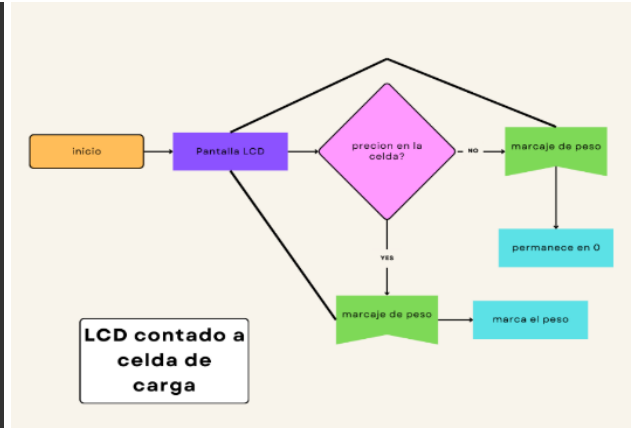 inicio
Pantalla LCD
precion en la
celda?
NO
marcaje de peso
permanece en 0
YES
marcaje de peso
marca el peso
LCD contado a
celda de
carga